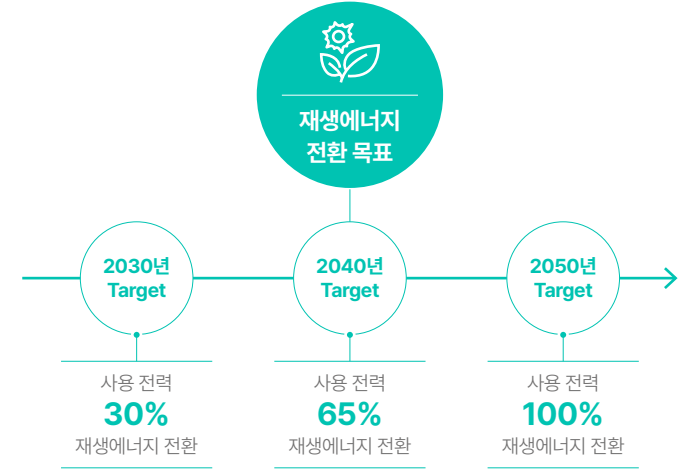 재생에너지
전환 목표
2030년
Target
2040년
Target
2050년
Target
사용 전력
30%
재생에너지 전환
사용 전력
65%
재생에너지 전환
사용 전력
100%
재생에너지 전환